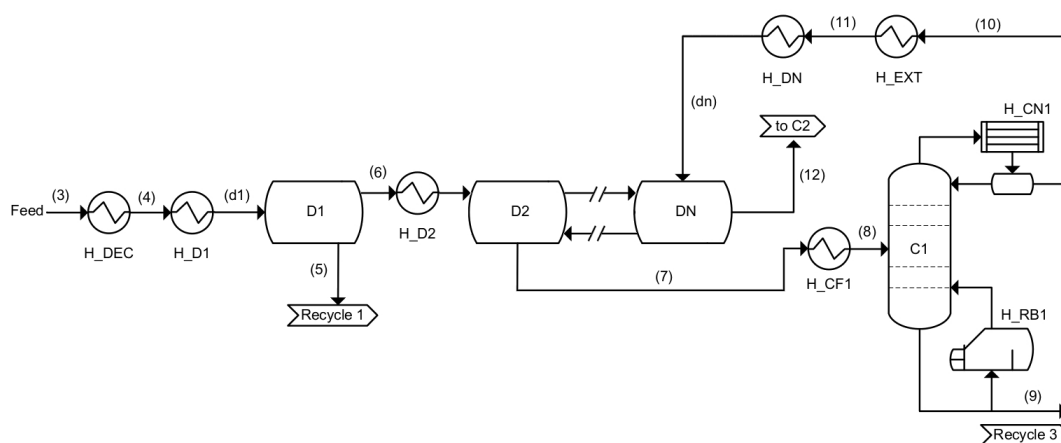 (11)
(10)
H_DN
H_EXT
(dn)
H_CN1
to C2
(3)
(4)
(d1)
(6)
(12)
Feed
D1
D2
DN
H_DEC
H_D1
H_D2
(8)
C1
(5)
(7)
H_CF1
Recycle 1
H_RB1
(9)
Recycle 3